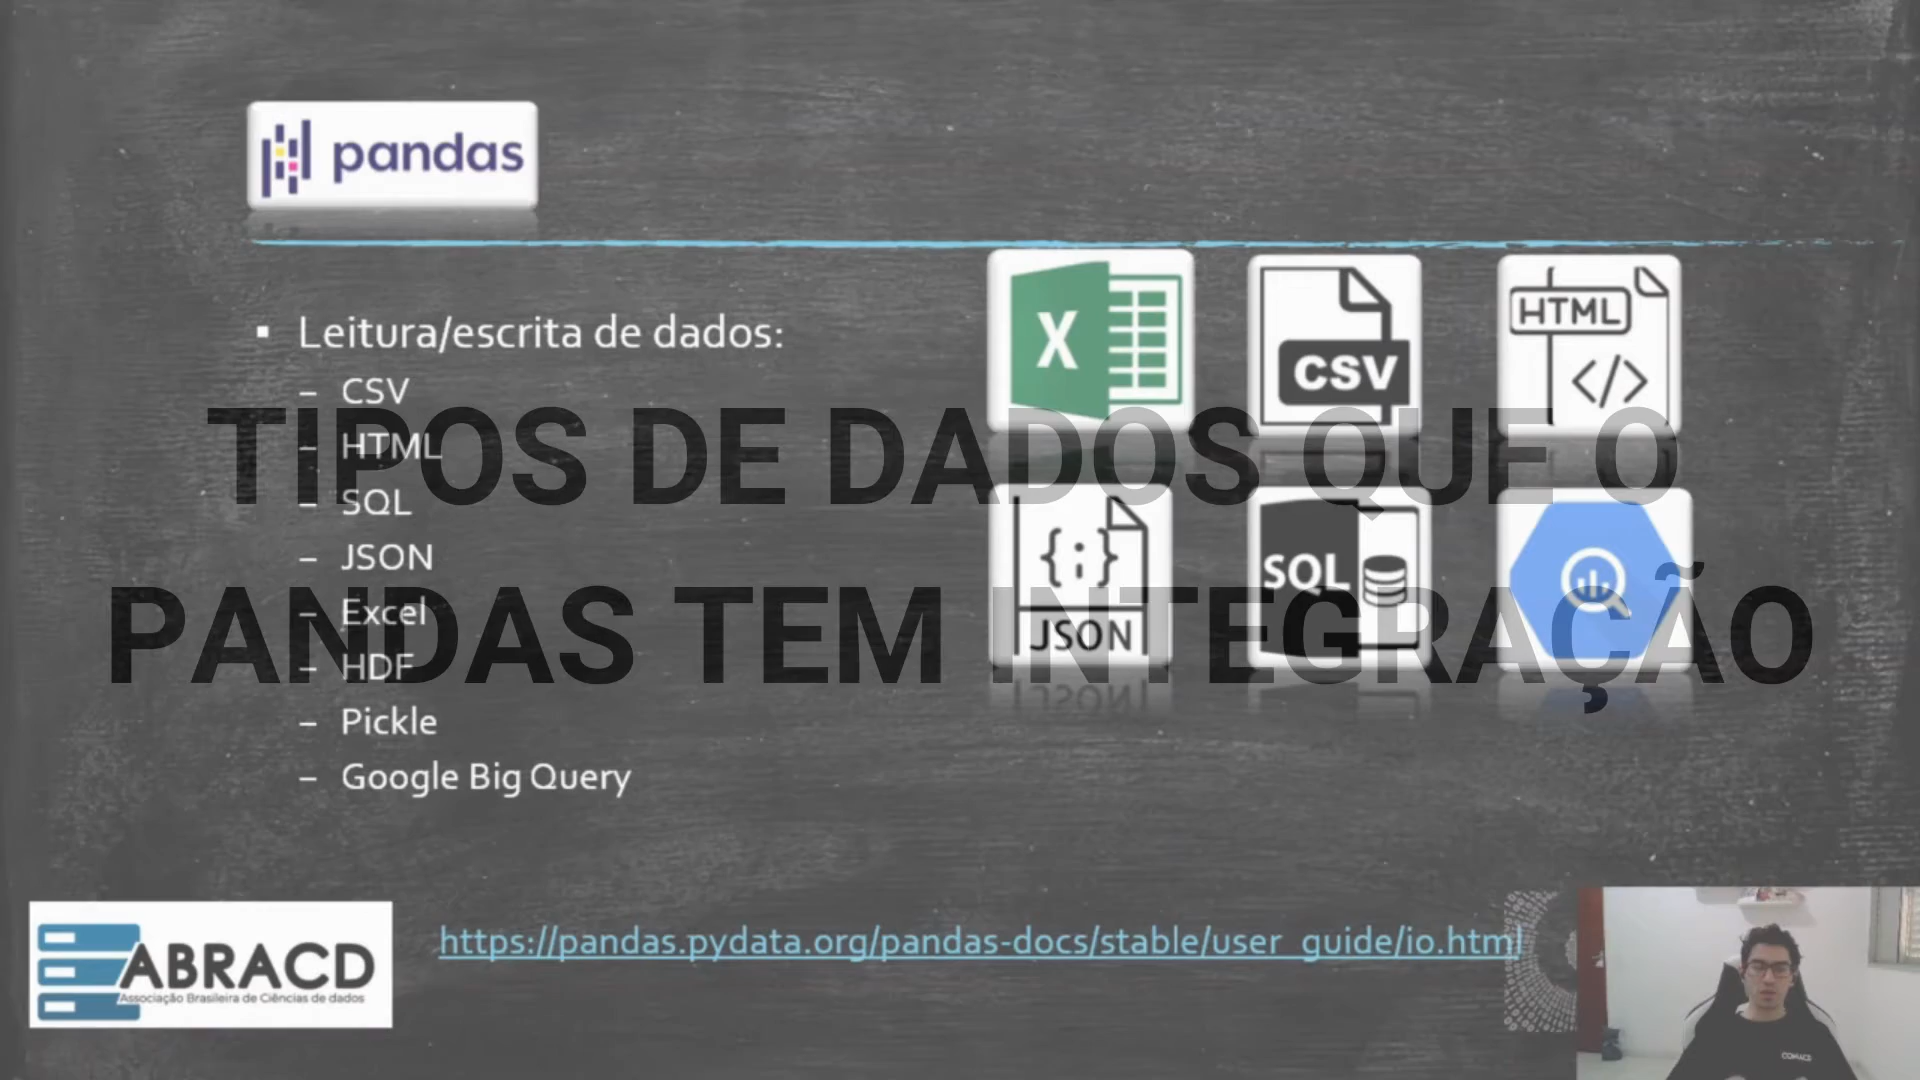 pandas
Leitura/escrita de dados:
– CSV
– HTML
– SQL
– JSON
– Excel
– HDF
– Pickle
– Google Big Query
X
CSV
HTML
</>
{;}
JSON
SQL
TIPOS DE DADOS QUE O
PANDAS TEM INTEGRAÇÃO
ABRACD
Associação Brasileira de Ciências de dados
https://pandas.pydata.org/pandas-docs/stable/user_guide/io.html